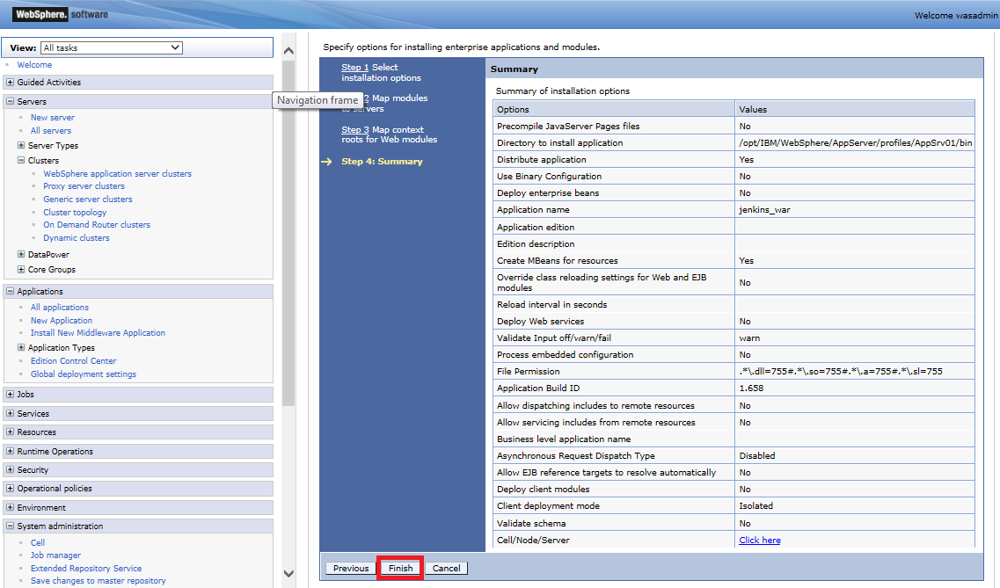 WebSphere. software
Welcome wasadmin
View: All tasks
Welcome
Guided Activities
Servers
New server
All servers
Server Types
Clusters
WebSphere application server clusters
Proxy server clusters
Generic server clusters
Cluster topology
On Demand Router clusters
Dynamic clusters
DataPower
Core Groups
Applications
All applications
New Application
Install New Middleware Application
Application Types
Edition Control Center
Global deployment settings
Jobs
Services
Resources
Runtime Operations
Security
Operational policies
Environment
System administration
Cell
Job manager
Extended Repository Service
Save changes to master repository
Navigation frame
Specify options for installing enterprise applications and modules.
Step 1 Select
installation options
2 Map modules
to servers
Step 3 Map context
roots for Web modules
Step 4: Summary
Summary
Summary of installation options
Options Values
Precompile JavaServer Pages files No
Directory to install application /opt/IBM/WebSphere/AppServer/profiles/AppSrv01/bin
Distribute application Yes
Use Binary Configuration No
Deploy enterprise beans No
Application name jenkins_war
Application edition
Edition description
Create MBeans for resources Yes
Override class reloading settings for Web and EJB
modules No
Reload interval in seconds
Deploy Web services No
Validate Input off/warn/fail warn
Process embedded configuration No
File Permission .*\.dll=755#.*\.so=755#.*\.a=755#.*\.sl=755
Application Build ID 1.658
Allow dispatching includes to remote resources No
Allow servicing includes from remote resources No
Business level application name
Asynchronous Request Dispatch Type Disabled
Allow EJB reference targets to resolve automatically No
Deploy client modules No
Client deployment mode Isolated
Validate schema No
Cell/Node/Server Click here
Previous Finish Cancel